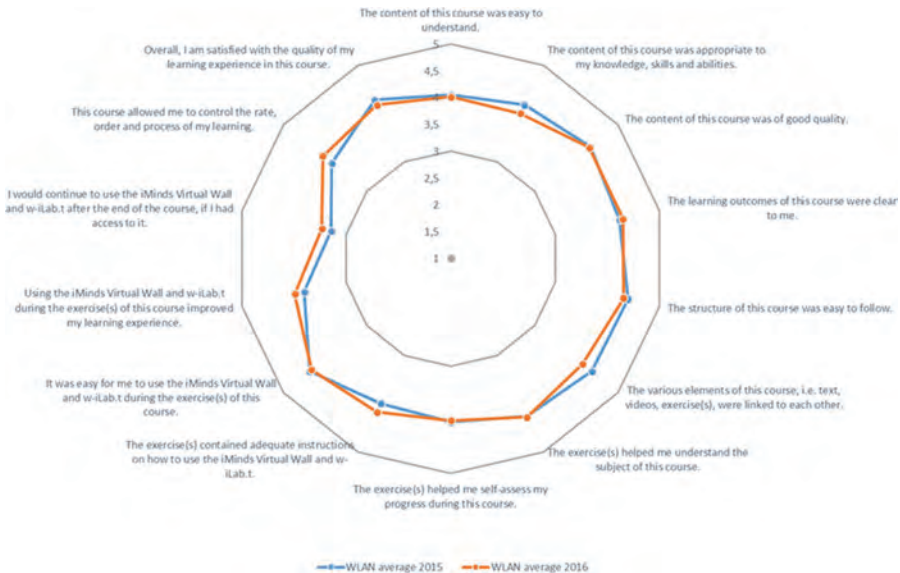 The content of this course was easy to
understand.
The content of this course was appropriate to
my knowledge, skills and abilities.
The content of this course was of good quality.
The learning outcomes of this course were clear
to me.
The structure of this course was easy to follow.
The various elements of this course, i.e. text,
videos, exercise(s), were linked to each other.
The exercise(s) helped me understand the
subject of this course.
The exercise(s) helped me self-assess my
progress during this course.
The exercise(s) contained adequate instructions
on how to use the iMinds Virtual Wall and w-
iLab.t.
It was easy for me to use the iMinds Virtual Wall
and w-iLab.t during the exercise(s) of this
course.
Using the iMinds Virtual Wall and w-iLab.t
during the exercise(s) of this course improved
my learning experience.
I would continue to use the iMinds Virtual Wall
and w-iLab.t after the end of the course, if I had
access to it.
This course allowed me to control the rate,
order and process of my learning.
Overall, I am satisfied with the quality of my
learning experience in this course.
5
4,5
4
3,5
3
2,5
2
1,5
1
WLAN average 2015
WLAN average 2016